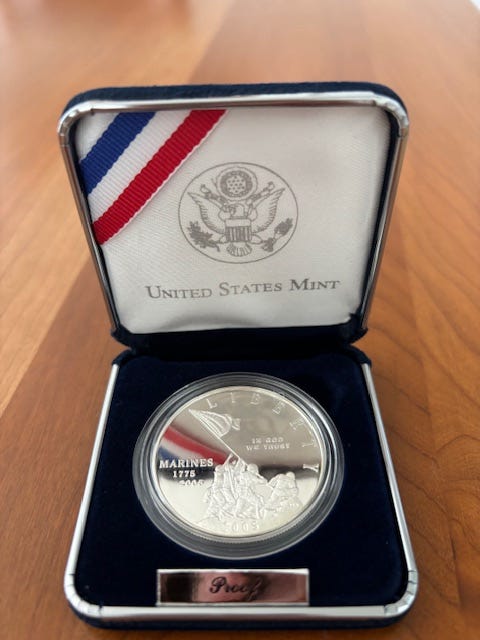 UNITED STATES MINT
LIBERTY
IN GOD
WE TRUST
MARINES
1775
2005
2005
Proof